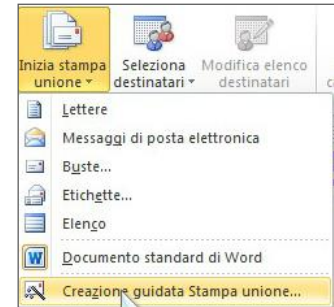 Inizia stampa Seleziona Modifica elenco
unione destinatari destinatari
Lettere
Messaggi di posta elettronica
Buste...
Etichette...
Elenco
Documento standard di Word
Creazione guidata Stampa unione...